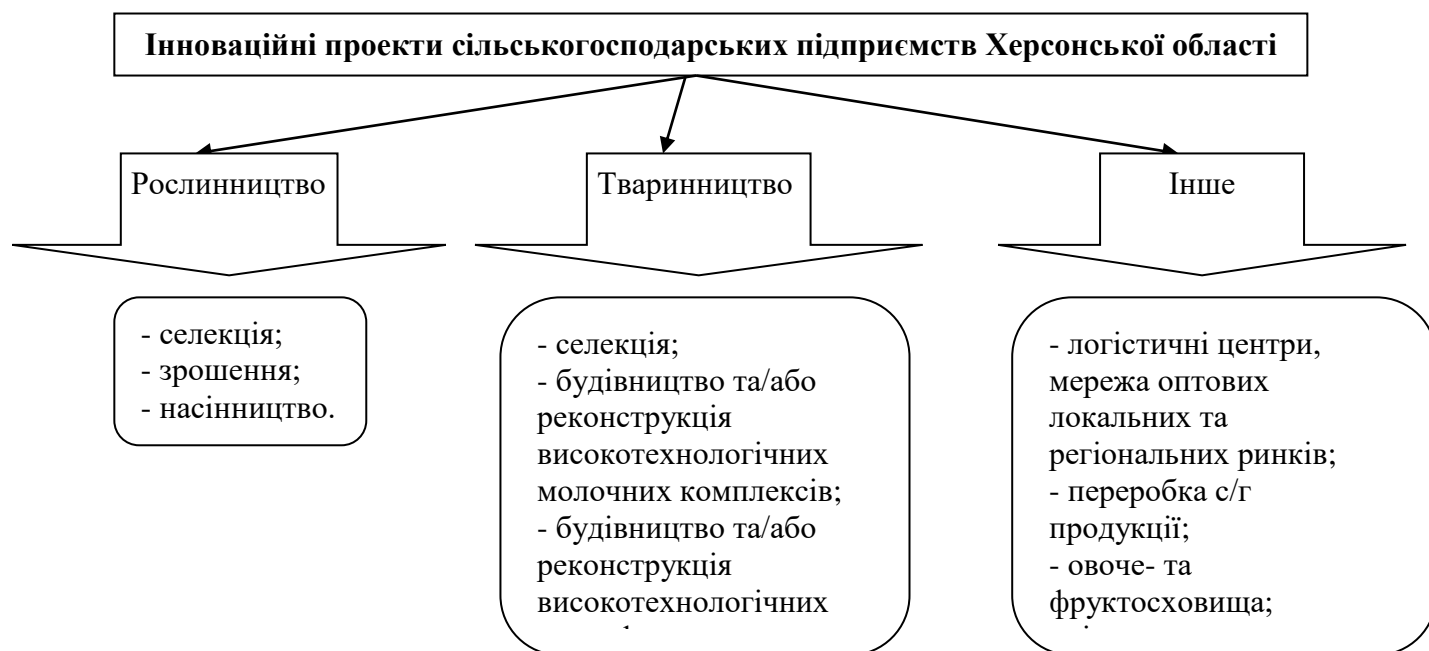 Інноваційні проекти сільськогосподарських підприємств Херсонської області
Рослинництво
Тваринництво
Інше
- селекція;
- зрошення;
- насінництво.
- селекція;
- будівництво та/або
реконструкція
високотехнологічних
молочних комплексів;
- будівництво та/або
реконструкція
високотехнологічних
- логістичні центри,
мережа оптових
локальних та
регіональних ринків;
- переробка с/г
продукції;
- овоче- та
фруктосховища;